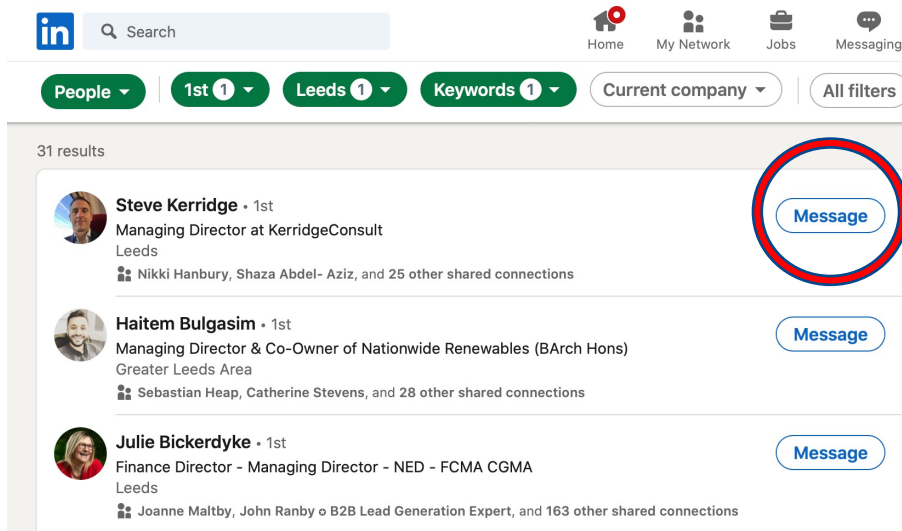 in Search
Home My Network Jobs Messaging
People 1st 1 Leeds 1 Keywords 1 Current company All filters
31 results
Steve Kerridge • 1st
Message
Managing Director at KerridgeConsult
Leeds
Nikki Hanbury, Shaza Abdel- Aziz, and 25 other shared connections
Haitem Bulgasim • 1st
Message
Managing Director & Co-Owner of Nationwide Renewables (BArch Hons)
Greater Leeds Area
Sebastian Heap, Catherine Stevens, and 28 other shared connections
Julie Bickerdyke • 1st
Message
Finance Director - Managing Director - NED - FCMA CGMA
Leeds
Joanne Maltby, John Ranby ⭘ B2B Lead Generation Expert, and 163 other shared connections